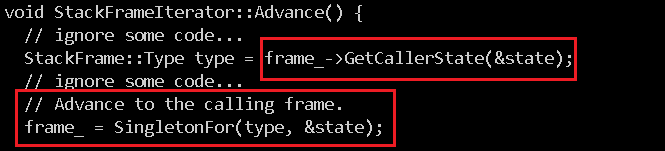 void StackFrameIterator::Advance() {
// ignore some code...
StackFrame::Type type = frame_->GetCallerState(&state);
// ignore some code...
// Advance to the calling frame.
frame_ = SingletonFor(type, &state);